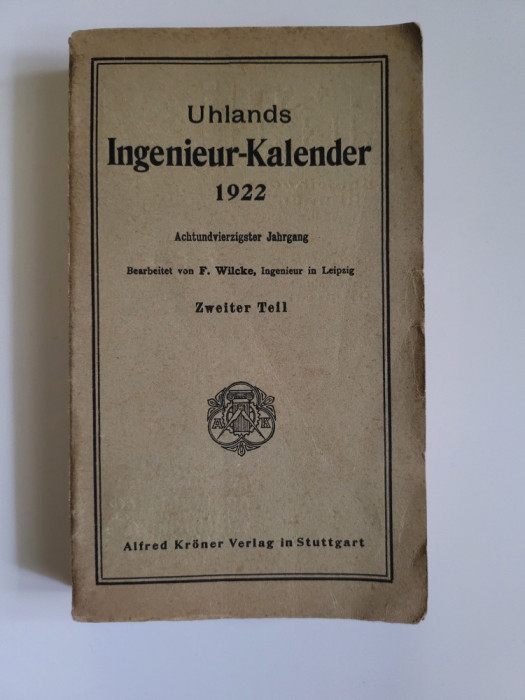 Uhlands
Ingenieur-Kalender
1922
Achtundvierzigster Jahrgang
Bearbeitet von F. Wilcke, Ingenieur in Leipzig
Zweiter Teil
A K
Alfred Kröner Verlag in Stuttgart